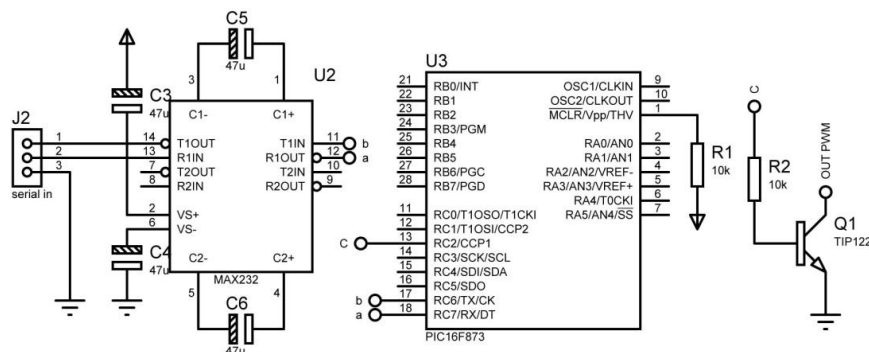 C5
47u
3
1
U2
C3
47u
C1-
C1+
J2
1
2
3
serial in
14
13
7
8
T1OUT
R1IN
T2OUT
R2IN
T1IN
R1OUT
T2IN
R2OUT
11
12
10
9
b
a
2
6
VS+
VS-
C4
47u
C2-
C2+
MAX232
5
4
C6
47u
U3
21 RB0/INT
22 RB1
23 RB2
24 RB3/PGM
25 RB4
26 RB5
27 RB6/PGC
28 RB7/PGD
11 RC0/T1OSO/T1CKI
12 RC1/T1OSI/CCP2
C 13 RC2/CCP1
14 RC3/SCK/SCL
15 RC4/SDI/SDA
16 RC5/SDO
b 17 RC6/TX/CK
a 18 RC7/RX/DT
OSC1/CLKIN 9
OSC2/CLKOUT 10
MCLR/Vpp/THV 1
RA0/AN0 2
RA1/AN1 3
RA2/AN2/VREF- 4
RA3/AN3/VREF+ 5
RA4/T0CKI 6
RA5/AN4/SS 7
PIC16F873
R1
10k
C
R2
10k
OUT PWM
Q1
TIP122